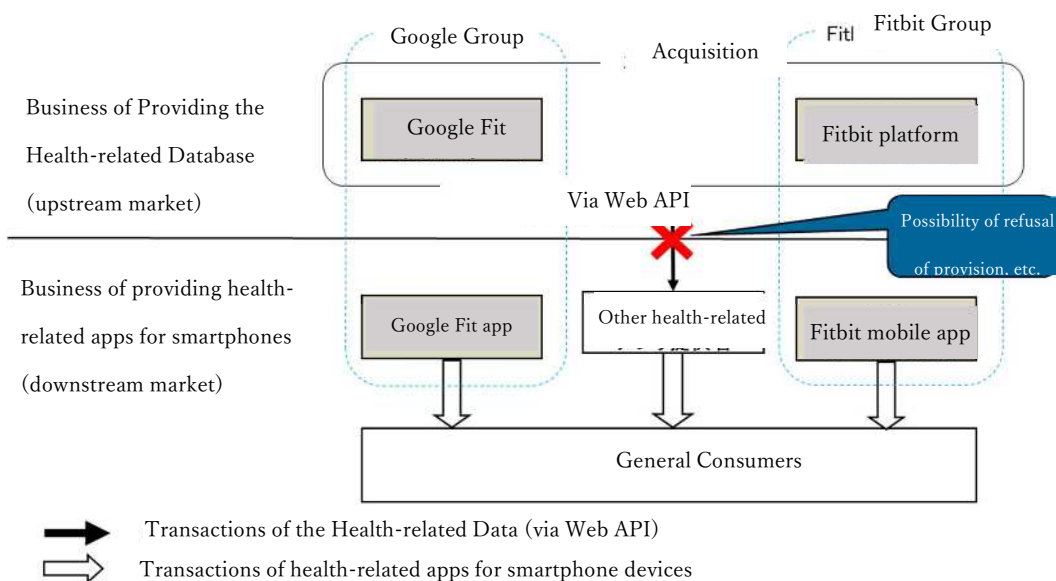 Google Group
Fitl
Fitbit Group
Acquisition
Business of Providing the
Health-related Database
(upstream market)
Google Fit
Fitbit platform
Via Web API
Possibility of refusal
of provision, etc.
Business of providing health-
related apps for smartphones
(downstream market)
Google Fit app
Other health-related
Fitbit mobile app
General Consumers
Transactions of the Health-related Data (via Web API)
Transactions of health-related apps for smartphone devices